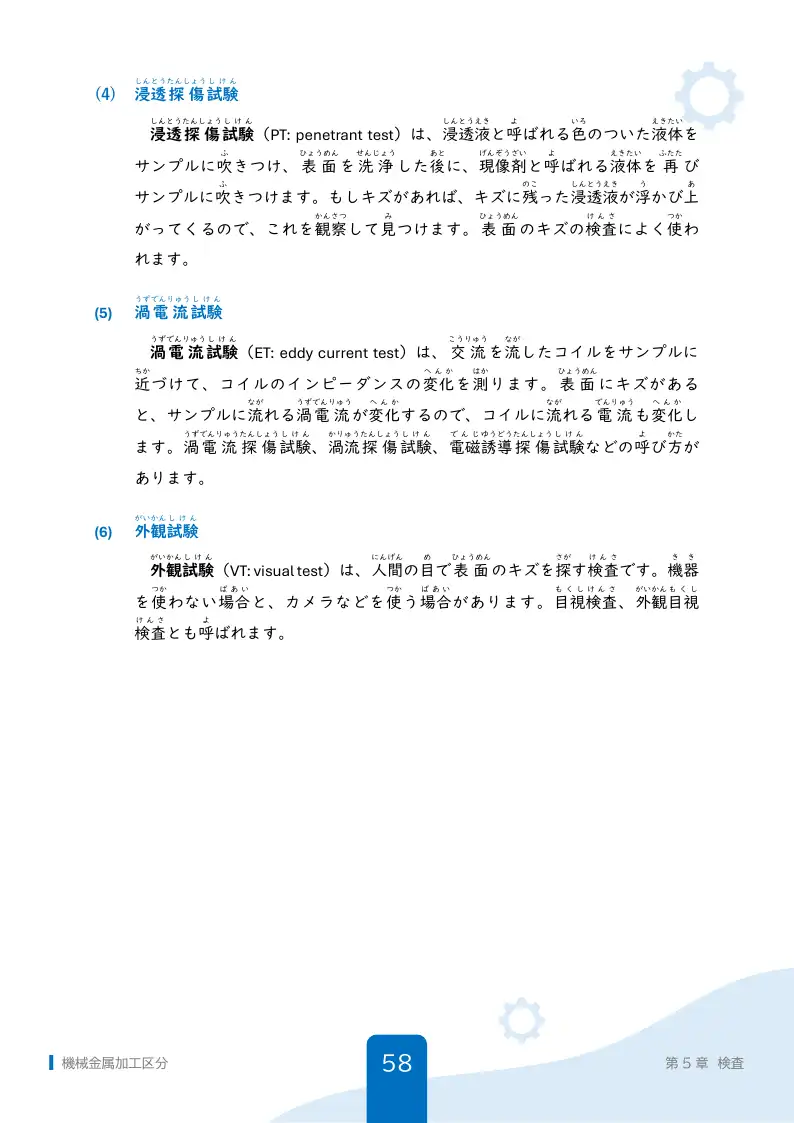 (4) 浸透探傷試験
浸透探傷試験（PT: penetrant test）は、浸透液と呼ばれる色のついた液体を
サンプルに吹きつけ、表面を洗浄した後に、現像剤と呼ばれる液体を再び
サンプルに吹きつけます。もしキズがあれば、キズに残った浸透液が浮かび上
がってくるので、これを観察して見つけます。表面のキズの検査によく使わ
れます。
(5) 渦電流試験
渦電流試験（ET: eddy current test）は、交流を流したコイルをサンプルに
近づけて、コイルのインピーダンスの変化を測ります。表面にキズがある
と、サンプルに流れる渦電流が変化するので、コイルに流れる電流も変化し
ます。渦電流探傷試験、渦流探傷試験、電磁誘導探傷試験などの呼び方が
あります。
(6) 外観試験
外観試験（VT: visual test）は、人間の目で表面のキズを探す検査です。機器
を使わない場合と、カメラなどを使う場合があります。目視検査、外観目視
検査とも呼ばれます。
機械金属加工区分
58
第５章 検査